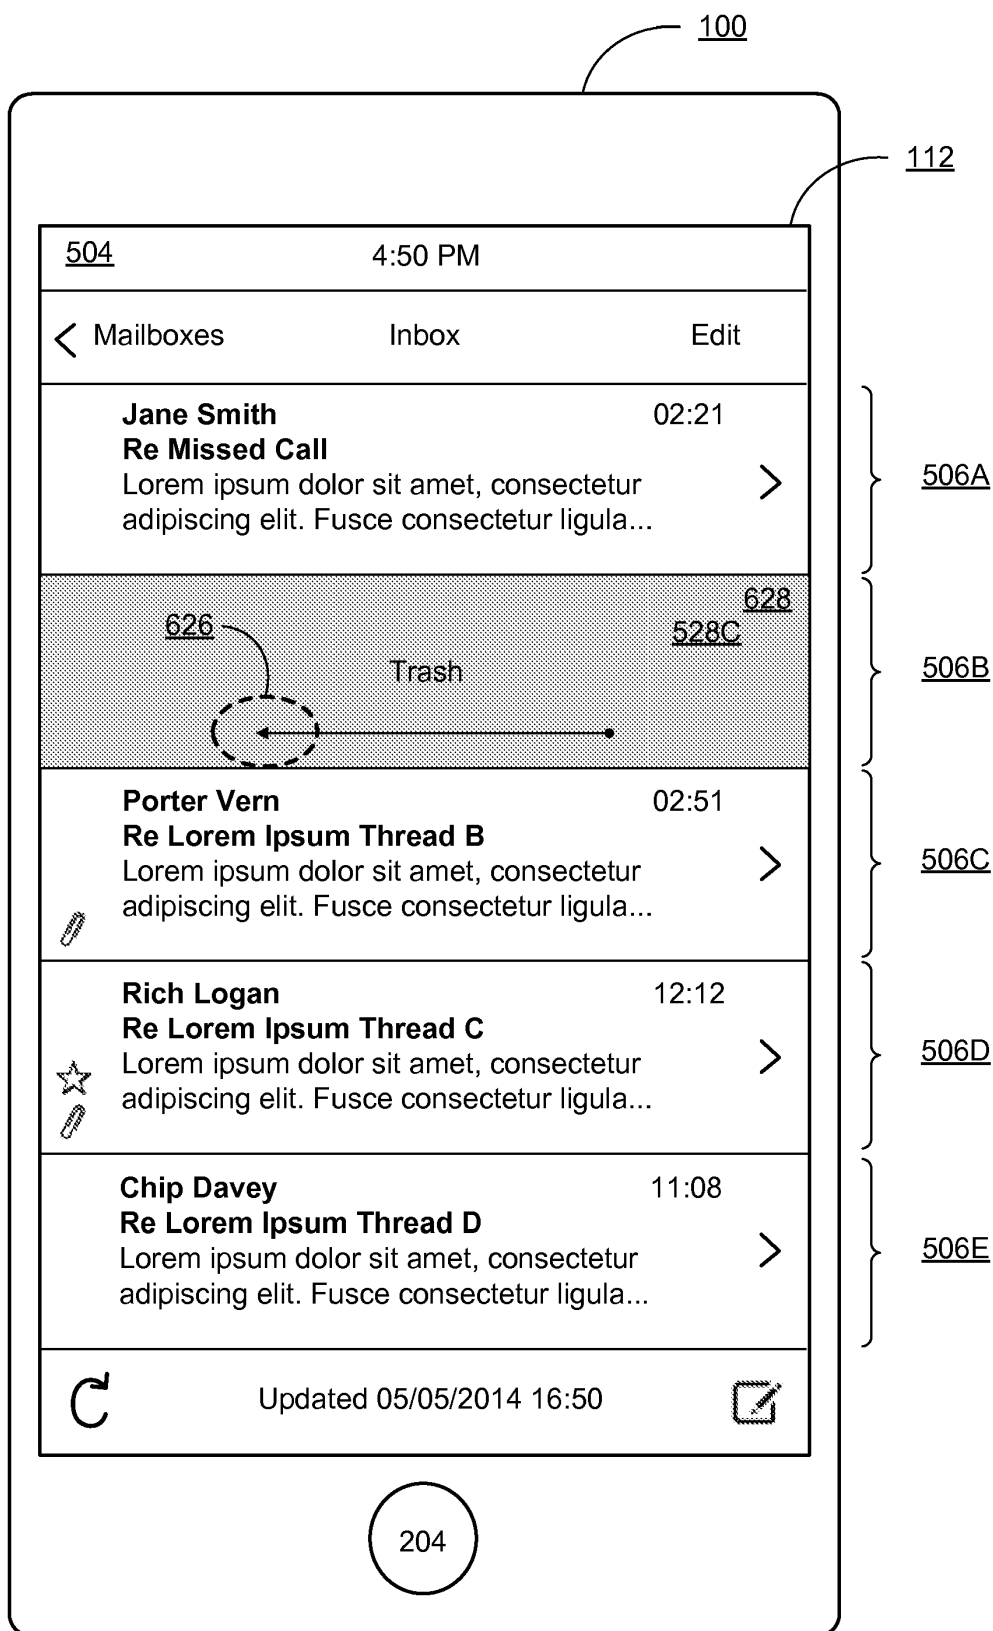 100
112
504 4:50 PM
Mailboxes Inbox Edit
Jane Smith 02:21
Re Missed Call
Lorem ipsum dolor sit amet, consectetur
adipiscing elit. Fusce consectetur ligula...
506A
628
626 528C
Trash
506B
Porter Vern 02:51
Re Lorem Ipsum Thread B
Lorem ipsum dolor sit amet, consectetur
adipiscing elit. Fusce consectetur ligula...
506C
Rich Logan 12:12
Re Lorem Ipsum Thread C
Lorem ipsum dolor sit amet, consectetur
adipiscing elit. Fusce consectetur ligula...
506D
Chip Davey 11:08
Re Lorem Ipsum Thread D
Lorem ipsum dolor sit amet, consectetur
adipiscing elit. Fusce consectetur ligula...
506E
Updated 05/05/2014 16:50
204